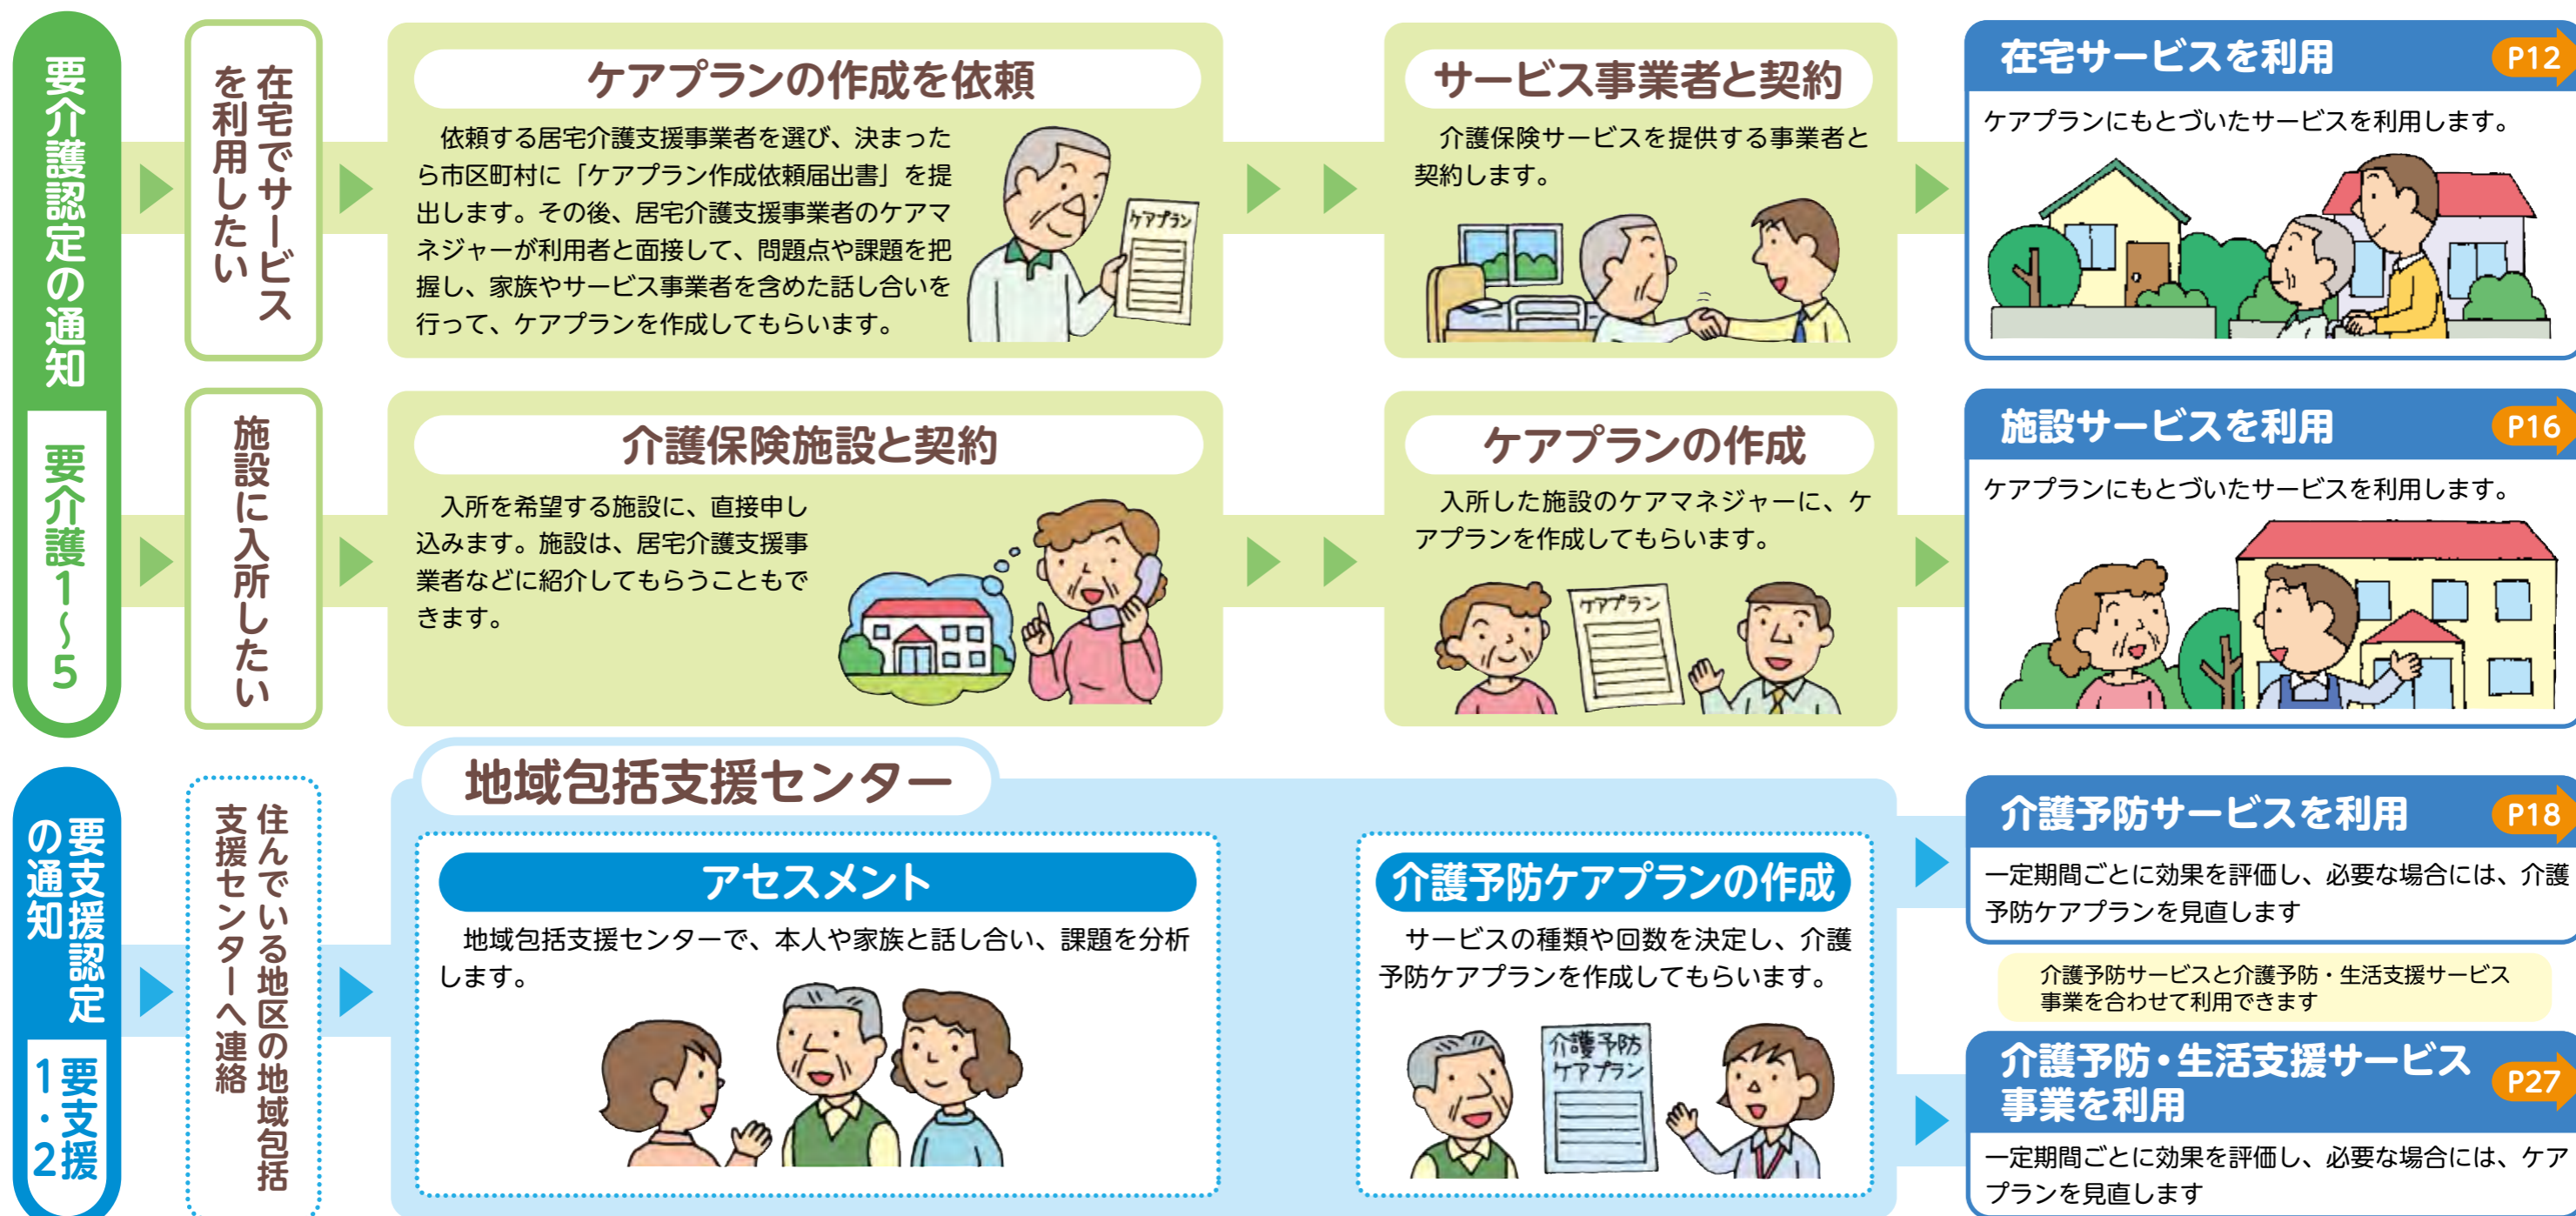 要介護認定の通知
要介護1～5
在宅でサービス
を利用したい
ケアプランの作成を依頼
依頼する居宅介護支援事業者を選び、決まった
ら市区町村に「ケアプラン作成依頼届出書」を提
出します。その後、居宅介護支援事業者のケアマ
ネジャーが利用者と面接して、問題点や課題を把
握し、家族やサービス事業者を含めた話し合いを
行って、ケアプランを作成してもらいます。
ケアプラン
サービス事業者と契約
介護保険サービスを提供する事業者と
契約します。
在宅サービスを利用
P12
ケアプランにもとづいたサービスを利用します。
施設に入所したい
介護保険施設と契約
入所を希望する施設に、直接申し
込みます。施設は、居宅介護支援事
業者などに紹介してもらうこともで
きます。
ケアプランの作成
入所した施設のケアマネジャーに、ケ
アプランを作成してもらいます。
ケアプラン
施設サービスを利用
P16
ケアプランにもとづいたサービスを利用します。
要支援認定
の通知
要支援
1・2
住んでいる地区の地域包括
支援センターへ連絡
地域包括支援センター
アセスメント
地域包括支援センターで、本人や家族と話し合い、課題を分析
します。
介護予防ケアプランの作成
サービスの種類や回数を決定し、介護
予防ケアプランを作成してもらいます。
介護予防
ケアプラン
介護予防サービスを利用
P18
一定期間ごとに効果を評価し、必要な場合には、介護
予防ケアプランを見直します
介護予防サービスと介護予防・生活支援サービス
事業を合わせて利用できます
介護予防・生活支援サービス
事業を利用
P27
一定期間ごとに効果を評価し、必要な場合には、ケア
プランを見直します